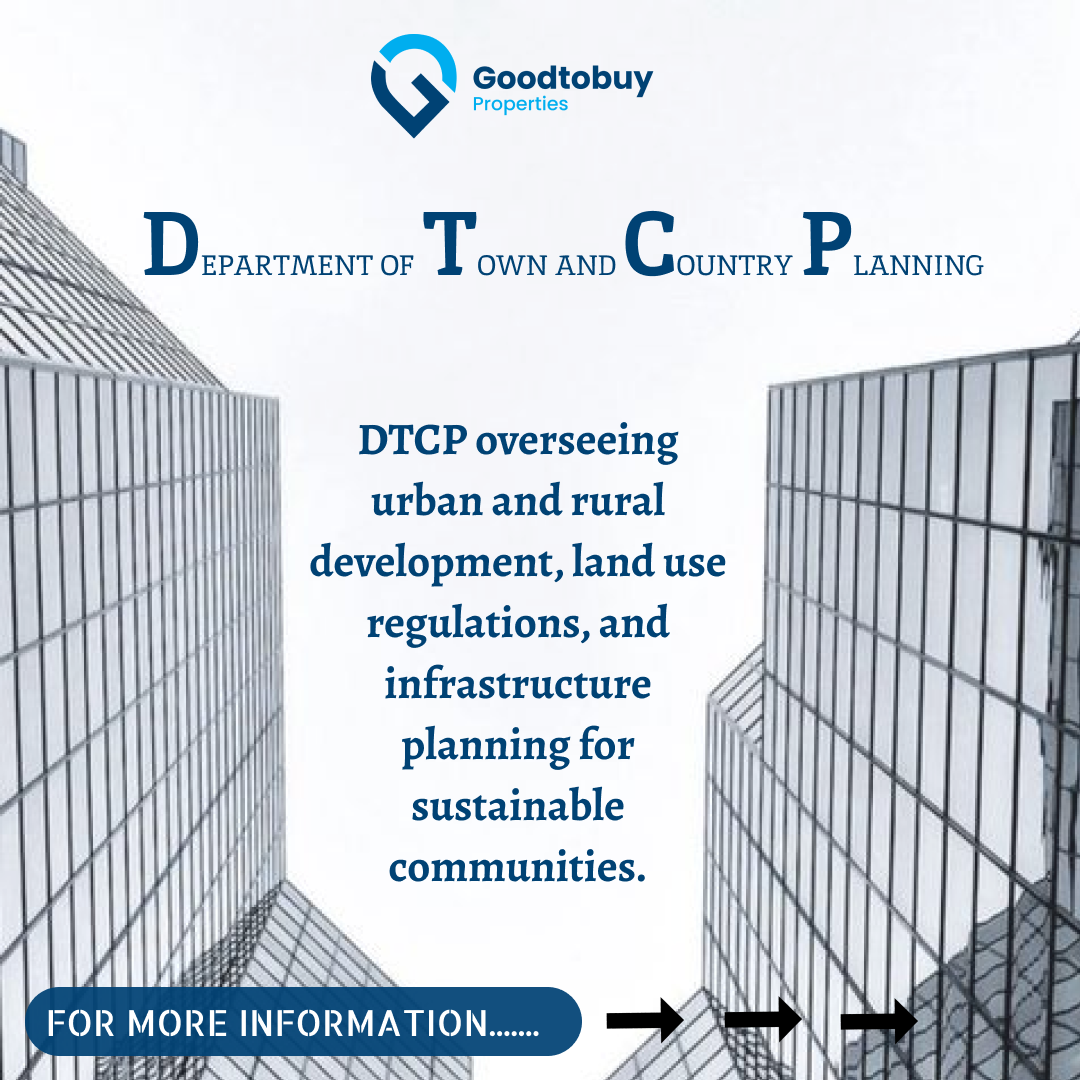 Goodtobuy
Properties
DEPARTMENT OF TOWN AND COUNTRY PLANNING
DTCP overseeing
urban and rural
development, land use
regulations, and
infrastructure
planning for
sustainable
communities.
FOR MORE INFORMATION.......